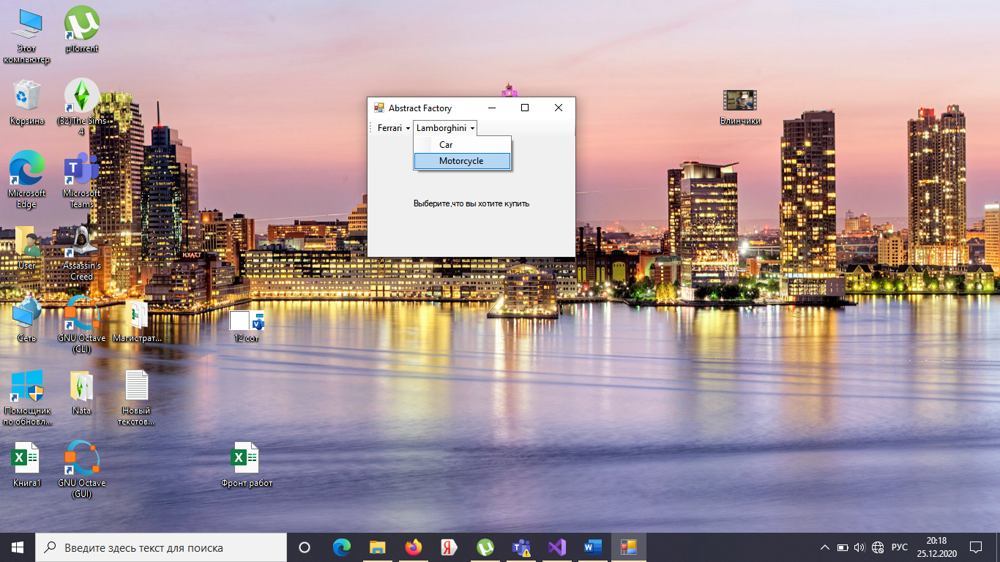 Этот
компьютер
µTorrent
Корзина
(32)The Sims
4
Microsoft
Edge
Microsoft
Teams
User
Assassin's
Creed
Сеть
GNU Octave
(CLI)
Магистрат...
12 сот
Помощник
по обновл...
Nata
Новый
текстов...
Книга1
GNU Octave
(GUI)
Фронт работ
Блинчики
Abstract Factory
Ferrari
Lamborghini
Car
Motorcycle
Выберите,что вы хотите купить
HYATT
Введите здесь текст для поиска
РУС
20:18
25.12.2020